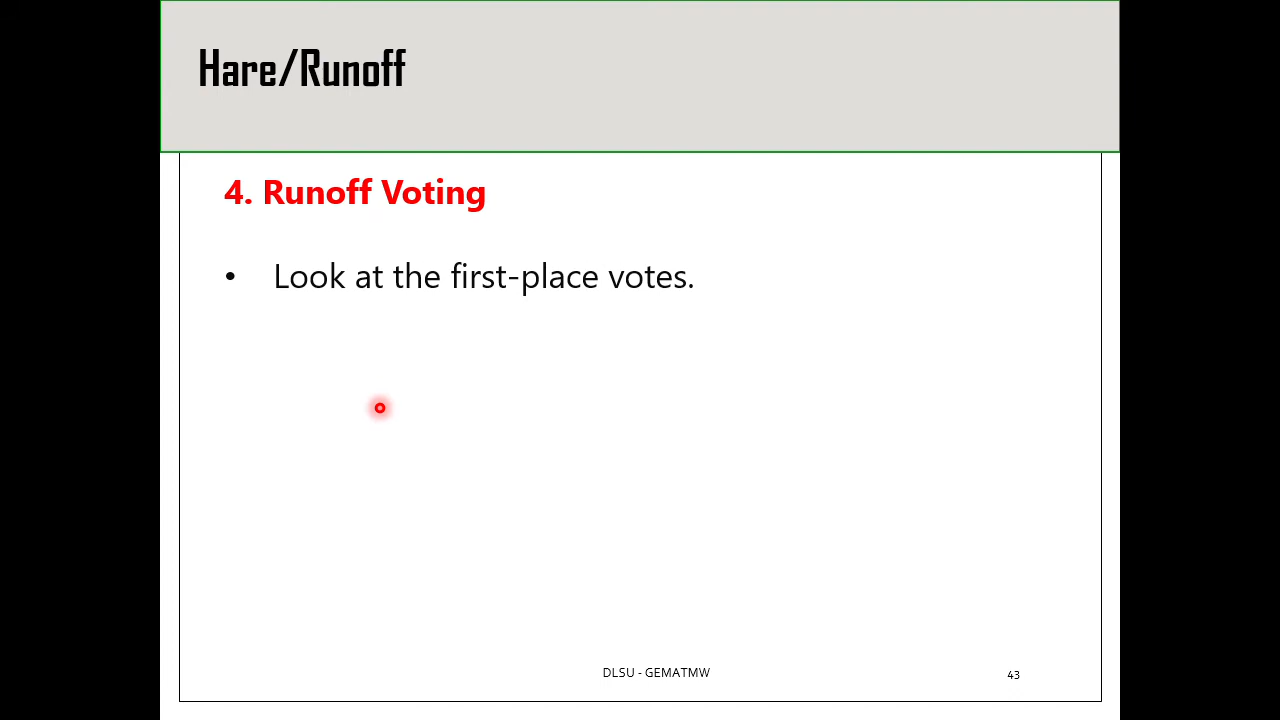 Hare/Runoff
4. Runoff Voting
• Look at the first-place votes.
DLSU - GEMATMW
43